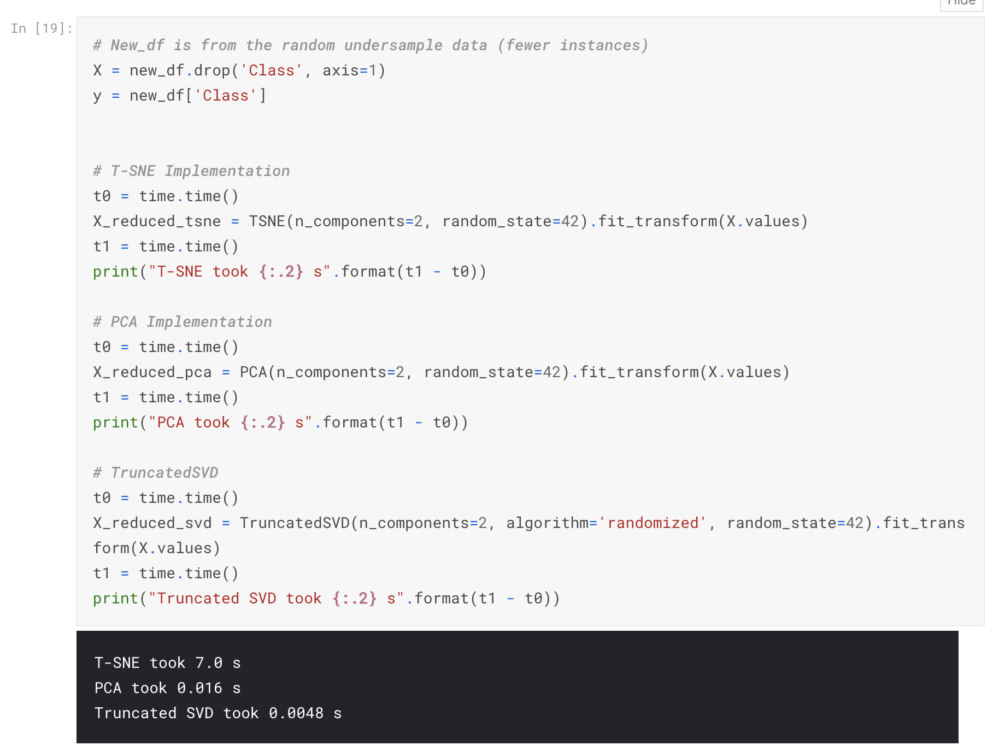 Hide
In [19]:
# New_df is from the random undersample data (fewer instances)
X = new_df.drop('Class', axis=1)
y = new_df['Class']
# T-SNE Implementation
t0 = time.time()
X_reduced_tsne = TSNE(n_components=2, random_state=42).fit_transform(X.values)
t1 = time.time()
print("T-SNE took {:.2} s".format(t1 - t0))
# PCA Implementation
t0 = time.time()
X_reduced_pca = PCA(n_components=2, random_state=42).fit_transform(X.values)
t1 = time.time()
print("PCA took {:.2} s".format(t1 - t0))
# TruncatedSVD
t0 = time.time()
X_reduced_svd = TruncatedSVD(n_components=2, algorithm='randomized', random_state=42).fit_trans
form(X.values)
t1 = time.time()
print("Truncated SVD took {:.2} s".format(t1 - t0))
T-SNE took 7.0 s
PCA took 0.016 s
Truncated SVD took 0.0048 s